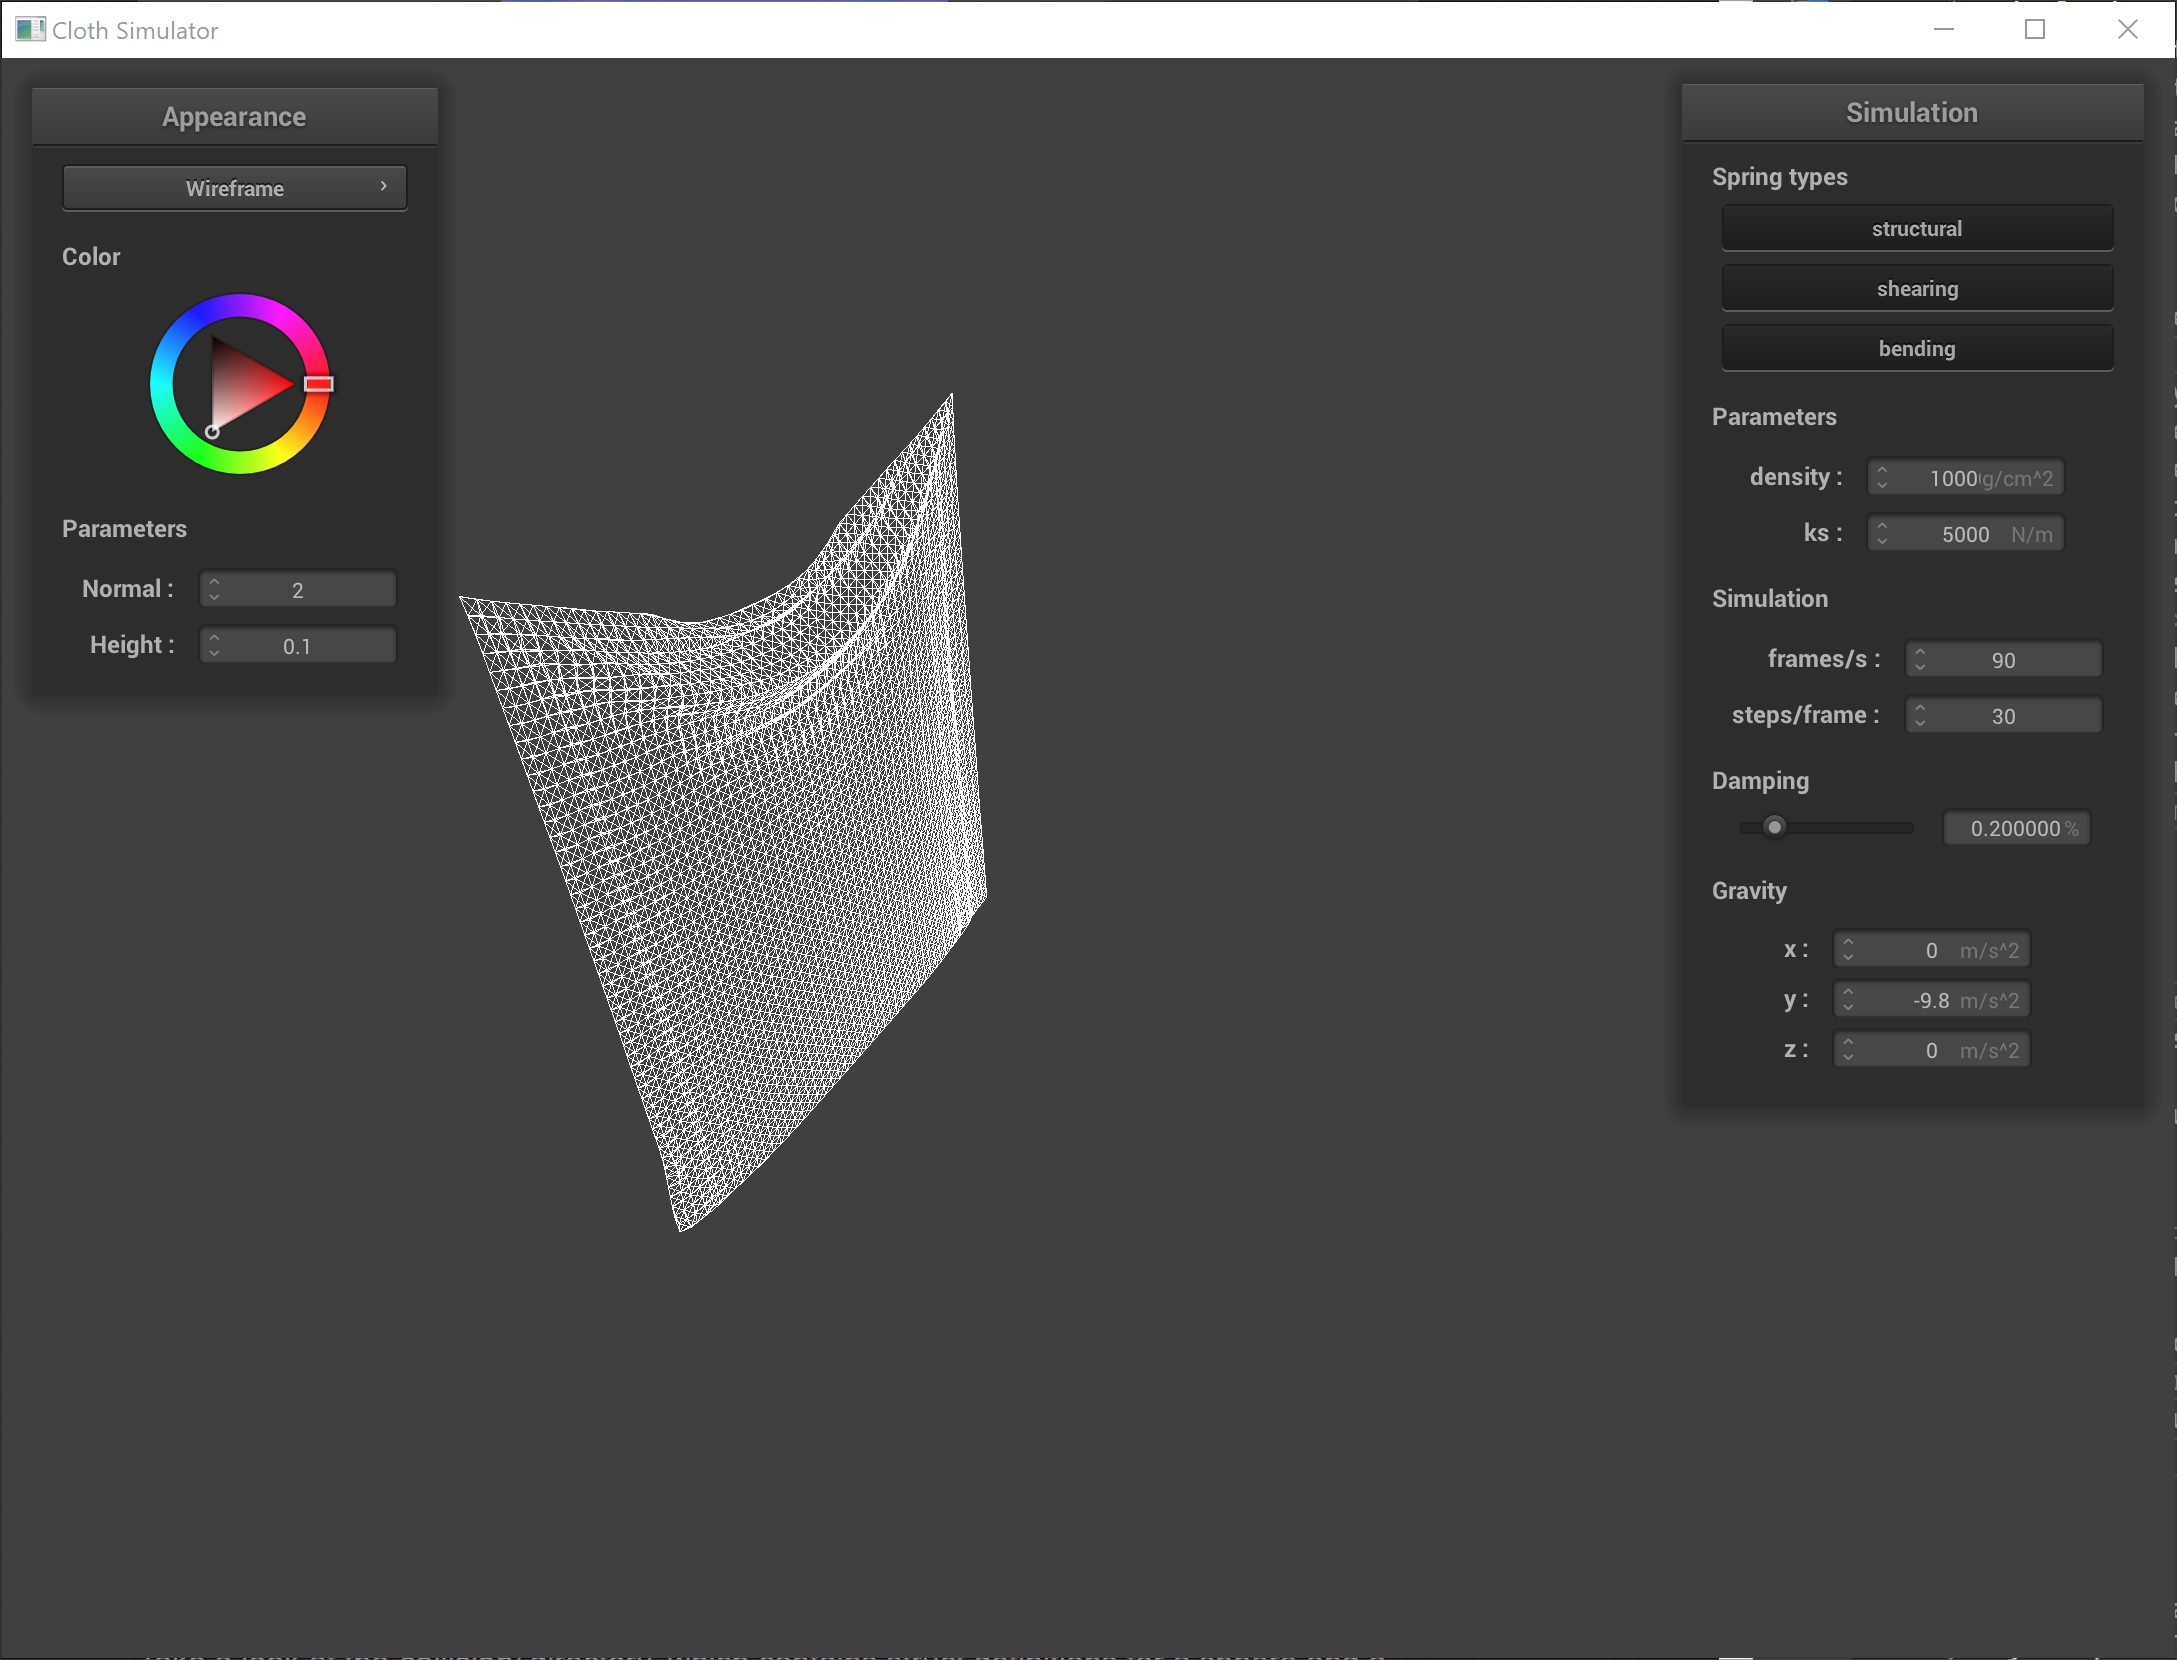 Cloth Simulator
Appearance
Wireframe
Color
Parameters
Normal : 2
Height : 0.1
Simulation
Spring types
structural
shearing
bending
Parameters
density : 1000 g/cm^2
ks : 5000 N/m
Simulation
frames/s : 90
steps/frame : 30
Damping
0.200000 %
Gravity
x : 0 m/s^2
y : -9.8 m/s^2
z : 0 m/s^2